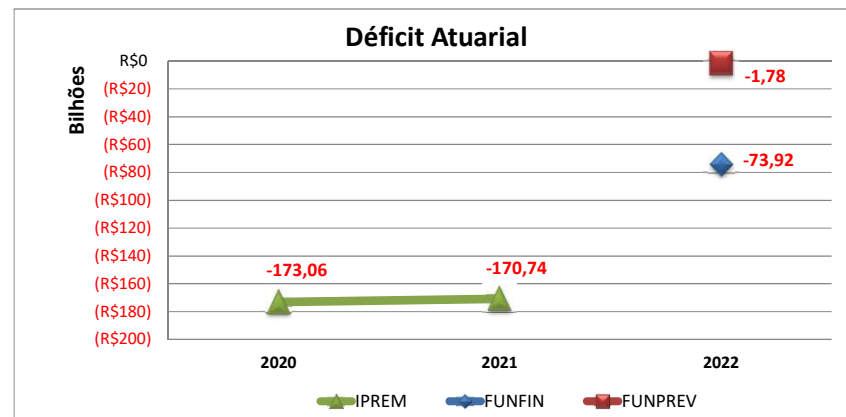 Déficit Atuarial
Bilhões
R$0
(R$20)
(R$40)
(R$60)
(R$80)
(R$100)
(R$120)
(R$140)
(R$160)
(R$180)
(R$200)
-1,78
-73,92
-173,06
-170,74
2020 2021 2022
IPREM FUNFIN FUNPREV